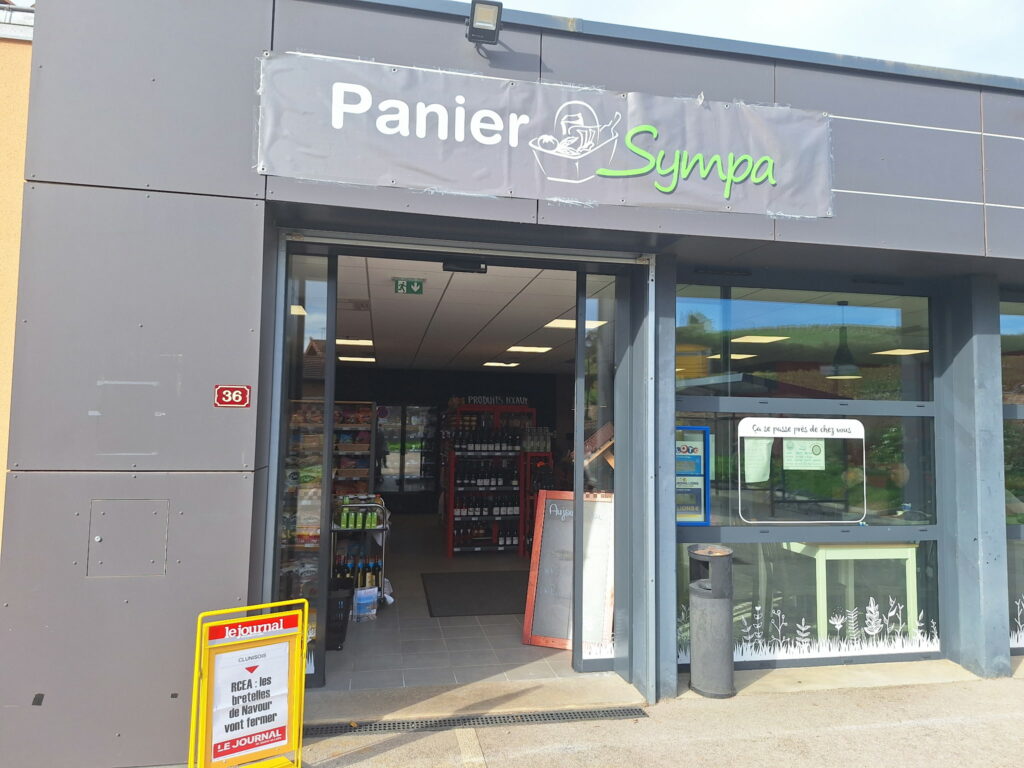 Panier Sympa
36
PRODUITS LOCAUX
Ça se passe près de chez vous
le journal
CLUNISOIS
RCEA : les
bretelles
de Navour
vont fermer
LE JOURNAL